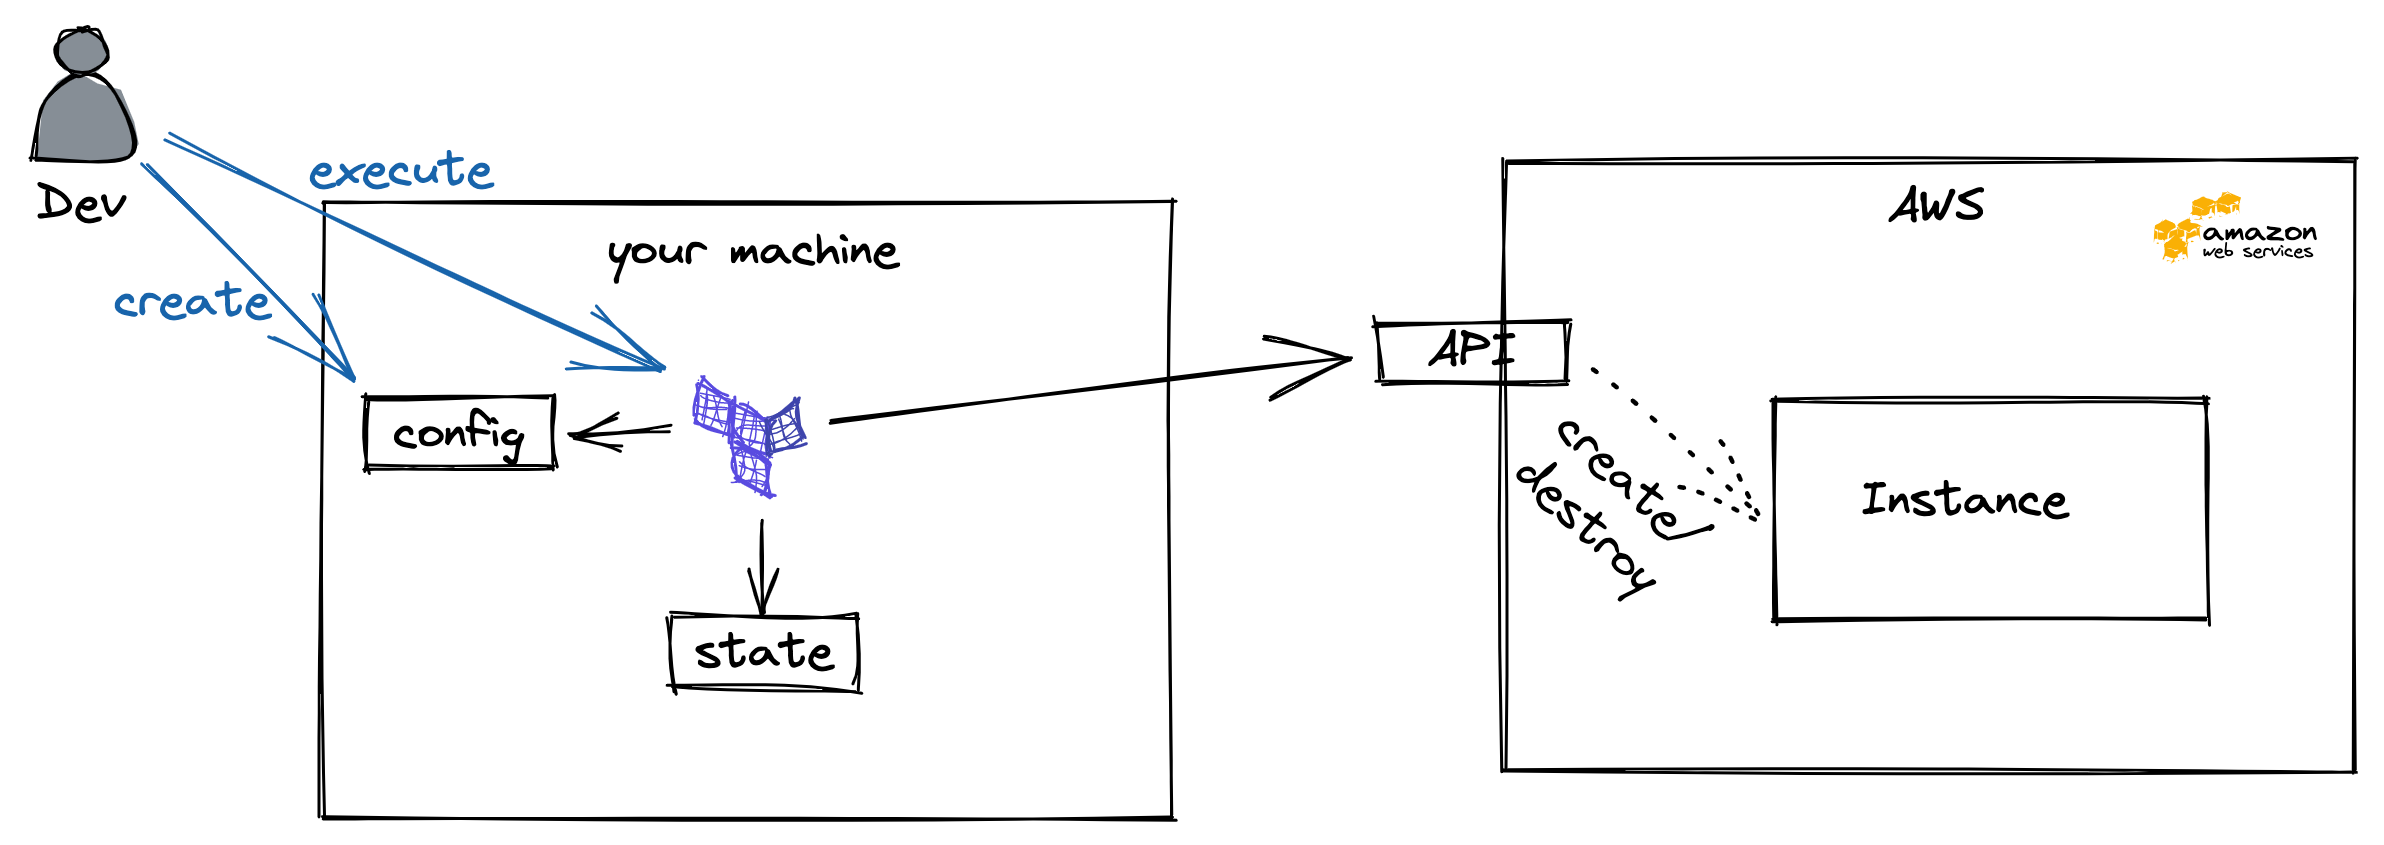 Dev
execute
create
your machine
config
state
API
AWS
amazon
web services
create/
destroy
Instance